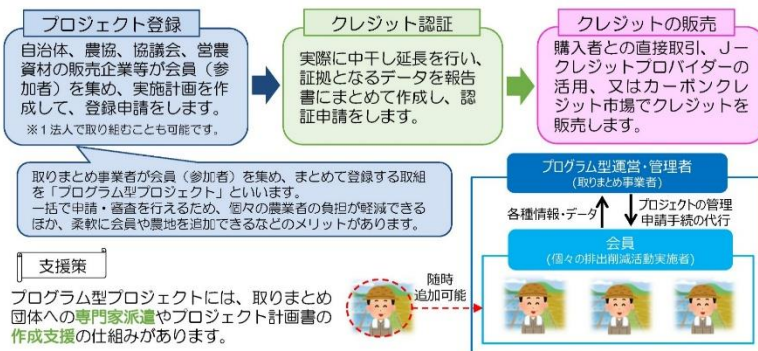 プロジェクト登録
自治体、農協、協議会、営農
資材の販売企業等が会員（参
加者）を集め、実施計画を作
成して、登録申請をします。
※１法人で取り組むことも可能です。
クレジット認証
実際に中干し延長を行い、
証拠となるデータを報告
書にまとめて作成し、認
証申請をします。
クレジットの販売
購入者との直接取引、Ｊー
クレジットプロバイダーの
活用、又はカーボンクレ
ジット市場でクレジットを
販売します。
取りまとめ事業者が会員（参加者）を集め、まとめて登録する取組
を「プログラム型プロジェクト」といいます。
一括で申請・審査を行えるため、個々の農業者の負担が軽減できる
ほか、柔軟に会員や農地を追加できるなどのメリットがあります。
プログラム型運営・管理者
(取りまとめ事業者)
各種情報・データ
プロジェクトの管理
申請手続の代行
会員
(個々の排出削減活動実施者)
支援策
プログラム型プロジェクトには、取りまとめ
団体への専門家派遣やプロジェクト計画書の
作成支援の仕組みがあります。
随時
追加可能